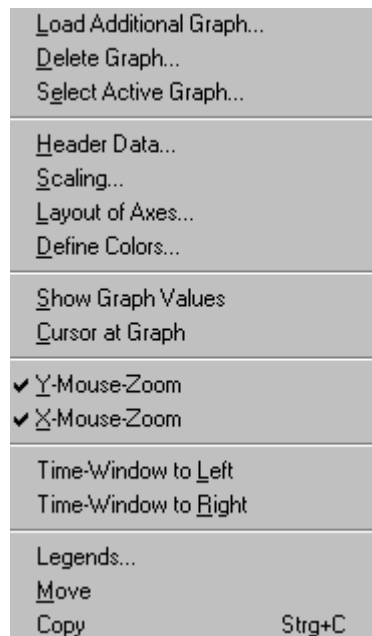 Load Additional Graph...
Delete Graph...
Select Active Graph...
Header Data...
Scaling...
Layout of Axes...
Define Colors...
Show Graph Values
Cursor at Graph
Y-Mouse-Zoom
X-Mouse-Zoom
Time-Window to Left
Time-Window to Right
Legends...
Move
Copy Strg+C